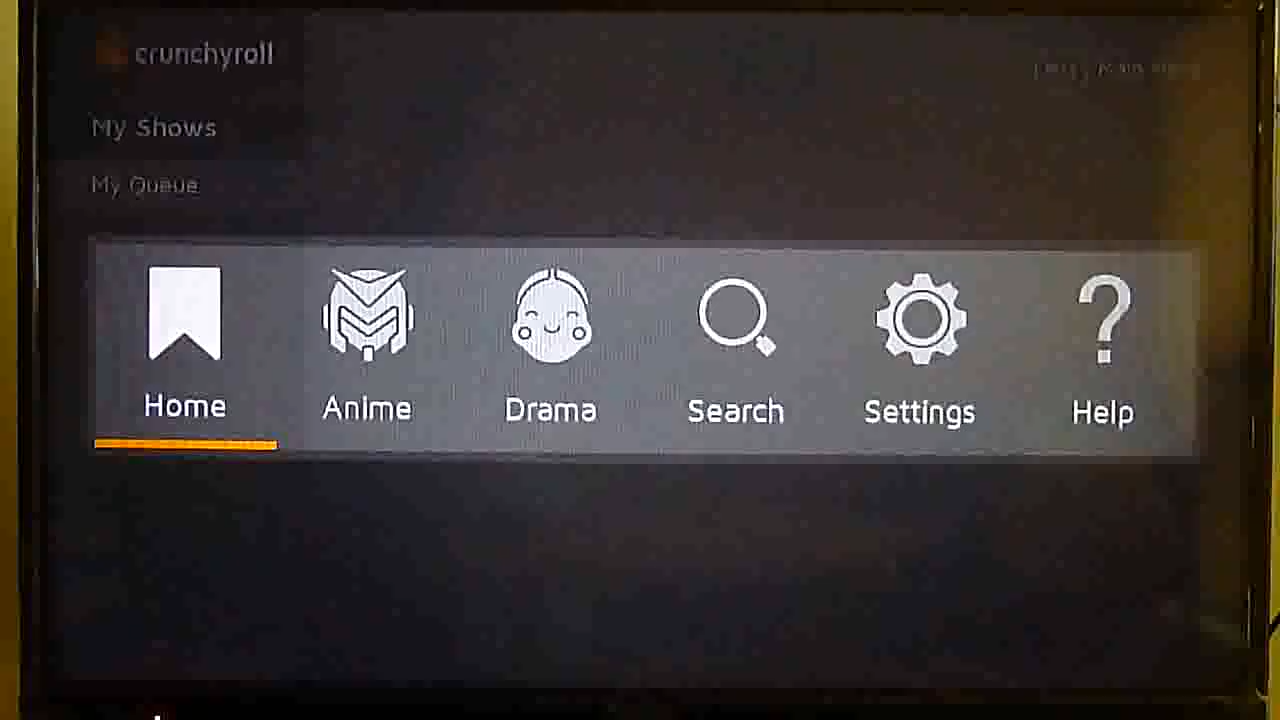 crunchyroll
My Shows
My Queue
Home
Anime
Drama
Search
Settings
Help